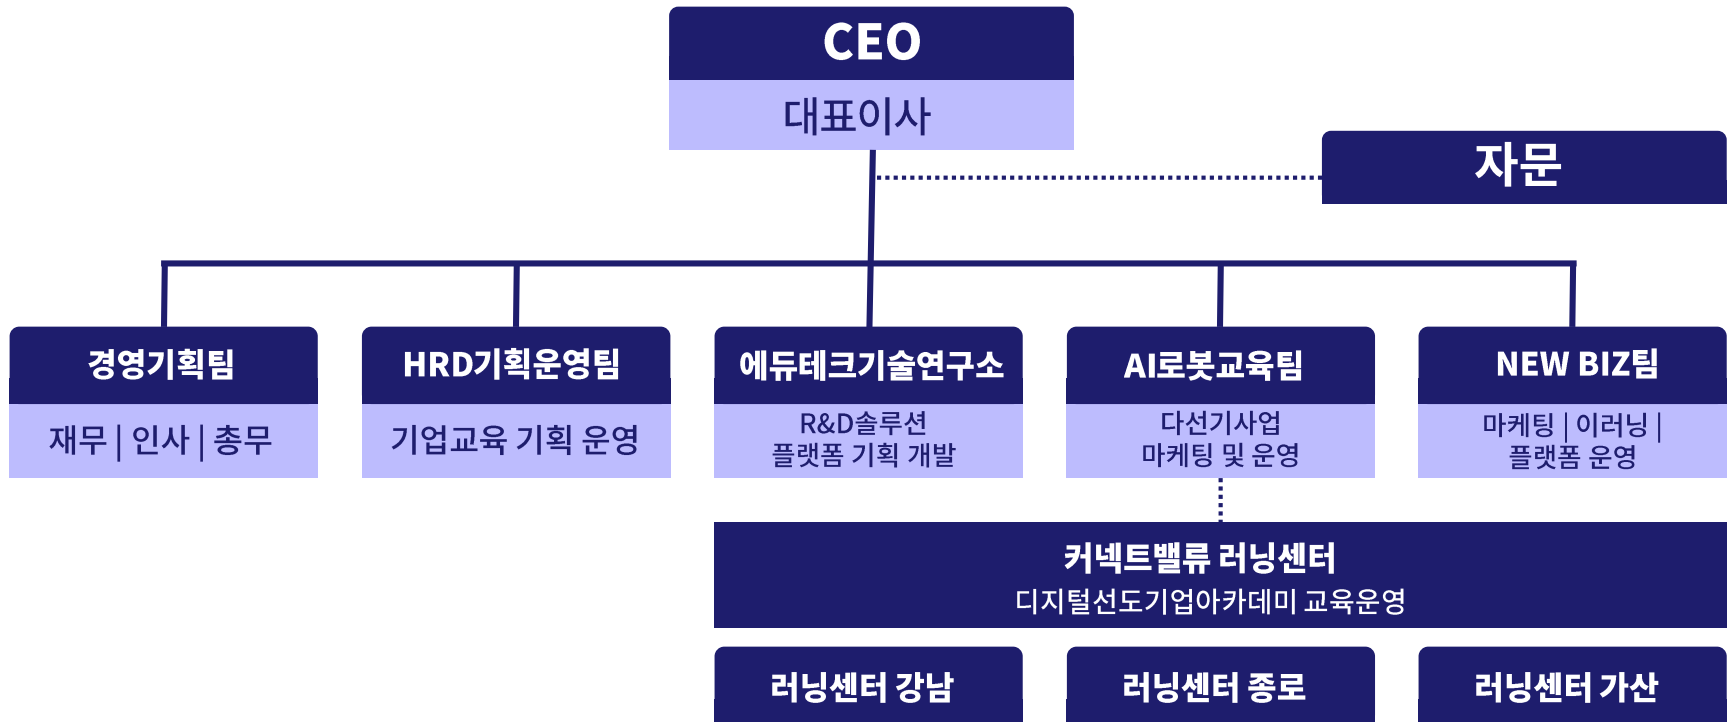 CEO
대표이사
자문
경영기획팀
재무 | 인사 | 총무
HRD기획운영팀
기업교육 기획 운영
에듀테크기술연구소
R&D솔루션
플랫폼 기획 개발
AI로봇교육팀
다선기사업
마케팅 및 운영
NEW BIZ팀
마케팅 | 이러닝 |
플랫폼 운영
커넥트밸류 러닝센터
디지털선도기업아카데미 교육운영
러닝센터 강남
러닝센터 종로
러닝센터 가산